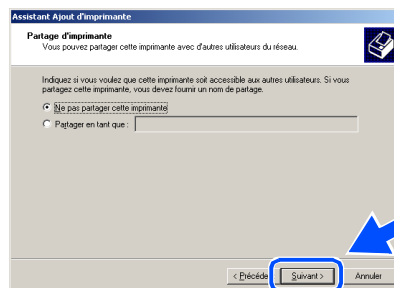 Assistant Ajout d'imprimante
Partage d'imprimante
Vous pouvez partager cette imprimante avec d'autres utilisateurs du réseau.
Indiquez si vous voulez que cette imprimante soit accessible aux autres utilisateurs. Si vous
partagez cette imprimante, vous devez fournir un nom de partage.
Ne pas partager cette imprimante
Partager en tant que :
< Précéde Suivant > Annuler